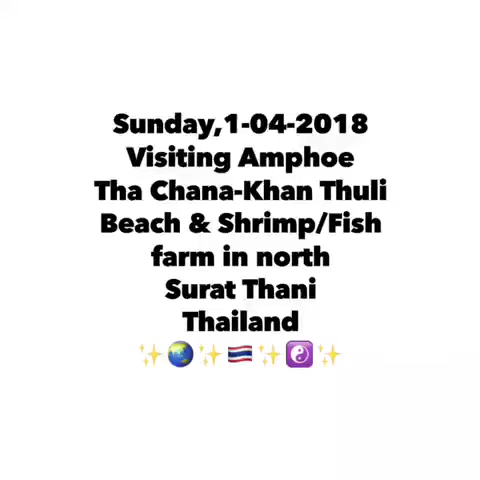 Sunday,1-04-2018
Visiting Amphoe
Tha Chana-Khan Thuli
Beach & Shrimp/Fish
farm in north
Surat Thani
Thailand
✨🌏✨🇹🇭✨☯️✨